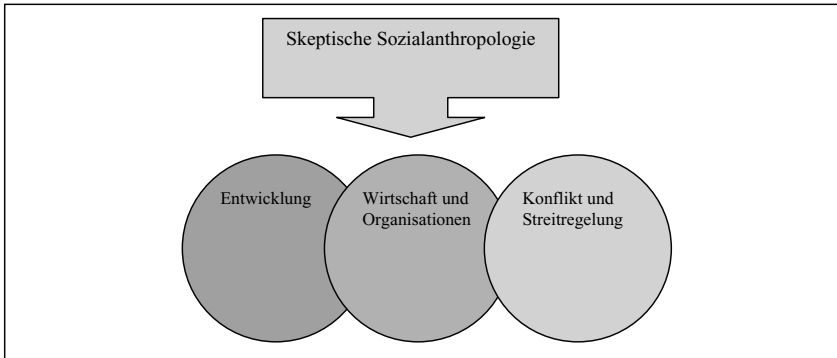 Skeptische Sozialanthropologie
Entwicklung
Wirtschaft und
Organisationen
Konflikt und
Streitregelung